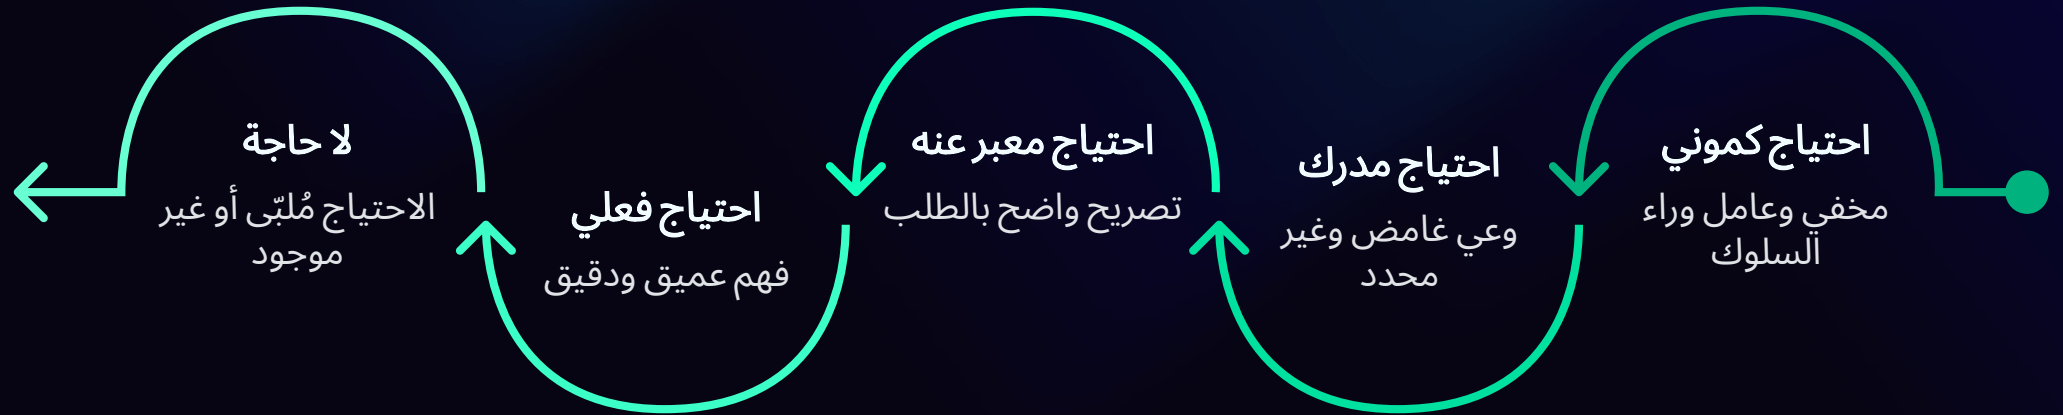 احتياج كموني
مخفي وعامل وراء
السلوك
احتياج مدرك
وعي غامض وغير
محدد
احتياج معبر عنه
تصريح واضح بالطلب
احتياج فعلي
فهم عميق ودقيق
لا حاجة
الاحتياج مُلبّى أو غير
موجود